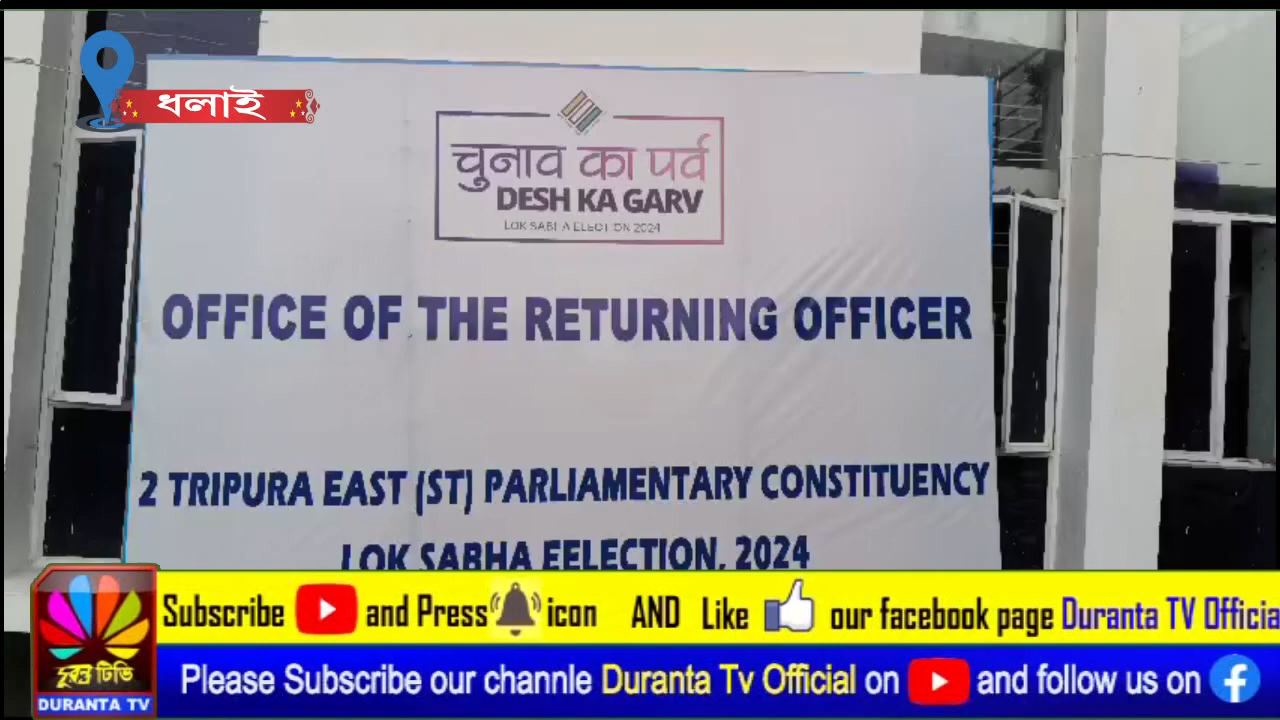 ধলাই
चुनाव का पर्व
DESH KA GARV
LOK SABHA ELECTION 2024
OFFICE OF THE RETURNING OFFICER
2 TRIPURA EAST (ST) PARLIAMENTARY CONSTITUENCY
LOK SABHA EELECTION, 2024
Subscribe and Press icon AND Like our facebook page Duranta TV Officia
দুরন্ত টিভি
DURANTA TV
Please Subscribe our channle Duranta Tv Official on and follow us on